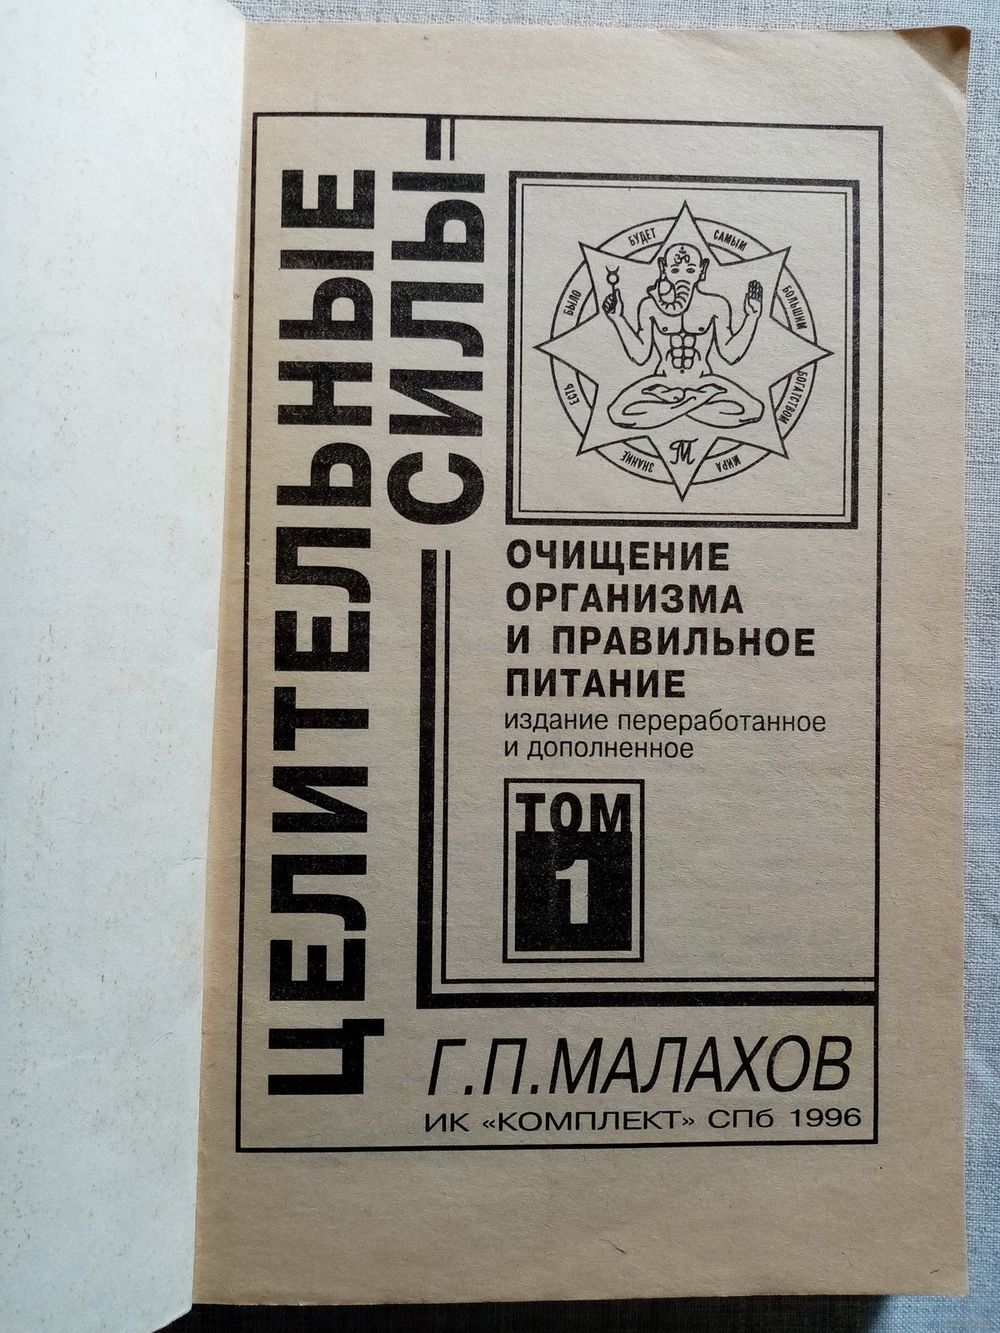 ЦЕЛИТЕЛЬНЫЕ
СИЛЫ
ЗНАНИЕ ЕСТЬ БЫЛО БУДЕТ САМЫМ БОЛЬШИМ БОГАТСТВОМ МИРА
М
ОЧИЩЕНИЕ
ОРГАНИЗМА
И ПРАВИЛЬНОЕ
ПИТАНИЕ
издание переработанное
и дополненное
ТОМ
1
Г.П.МАЛАХОВ
ИК «КОМПЛЕКТ» СПб 1996